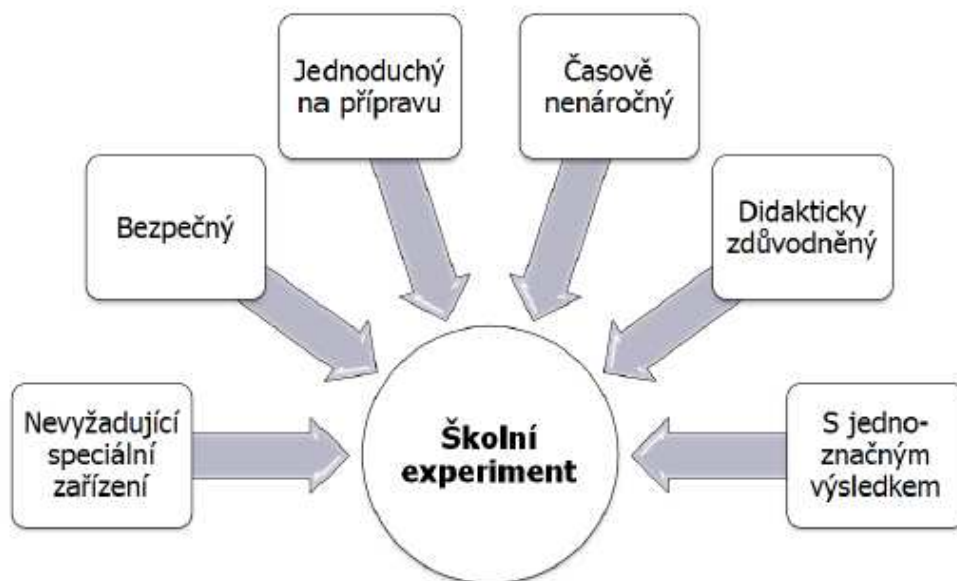 Jednoduchý
na přípravu
Časově
nenáročný
Bezpečný
Didakticky
zdůvodněný
Nevyžadující
speciální
zařízení
Školní
experiment
S jedno-
značným
výsledkem